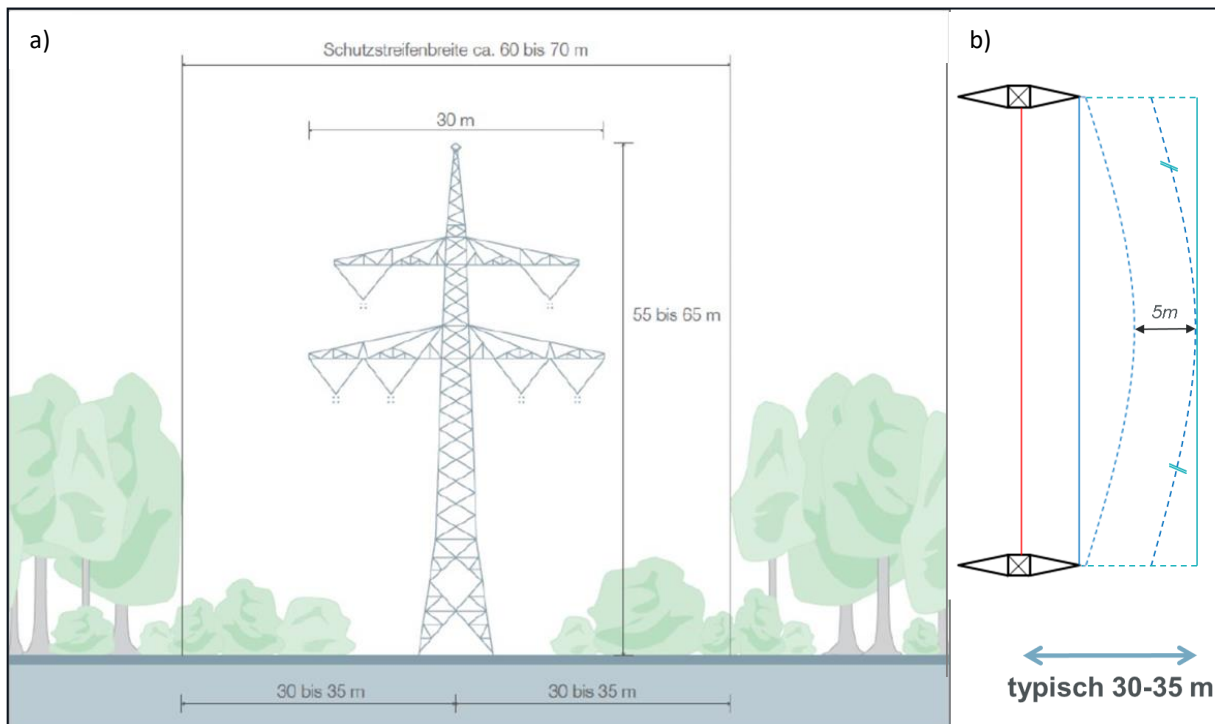 a)
Schutzstreifenbreite ca. 60 bis 70 m
30 m
55 bis 65 m
30 bis 35 m
30 bis 35 m
b)
5m
typisch 30-35 m